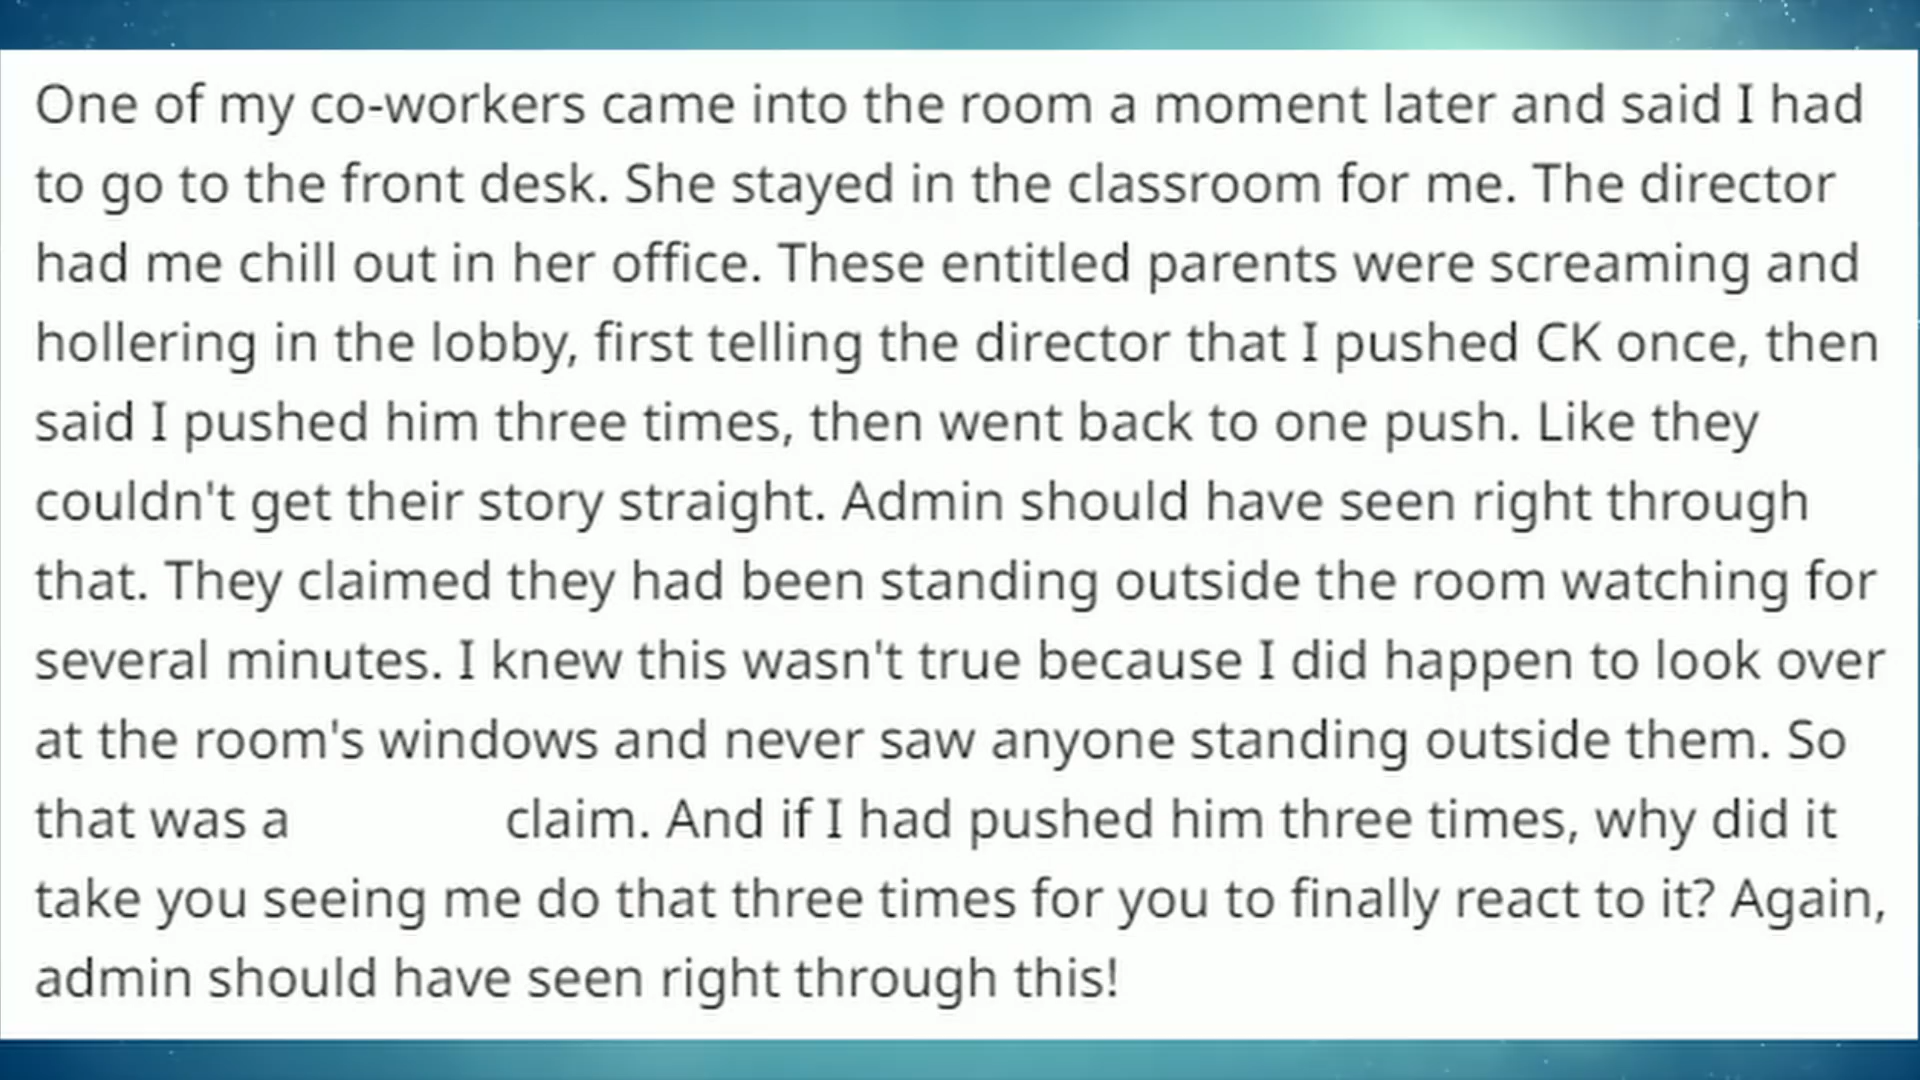 One of my co-workers came into the room a moment later and said I had
to go to the front desk. She stayed in the classroom for me. The director
had me chill out in her office. These entitled parents were screaming and
hollering in the lobby, first telling the director that I pushed CK once, then
said I pushed him three times, then went back to one push. Like they
couldn't get their story straight. Admin should have seen right through
that. They claimed they had been standing outside the room watching for
several minutes. I knew this wasn't true because I did happen to look over
at the room's windows and never saw anyone standing outside them. So
that was a claim. And if I had pushed him three times, why did it
take you seeing me do that three times for you to finally react to it? Again,
admin should have seen right through this!